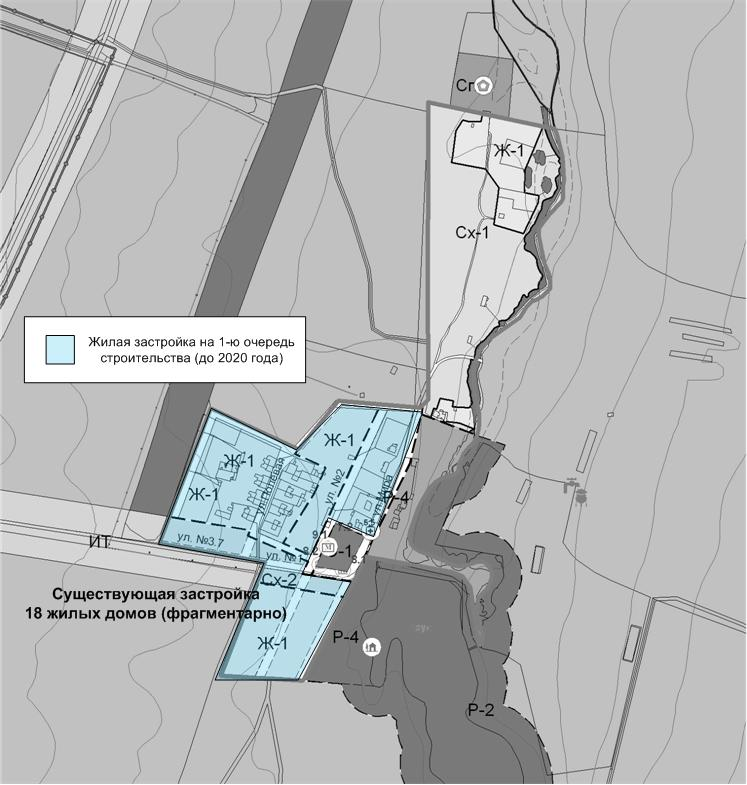 Ж-1
Сх-1
Жилая застройка на 1-ю очередь
строительства (до 2020 года)
Ж-1
Ж-1
Ж-1
ул. №2
Р-4
ул. №3.7
ИТ
ул. №1
Сх-2
Существующая застройка
18 жилых домов (фрагментарно)
Ж-1
Р-4
Р-2